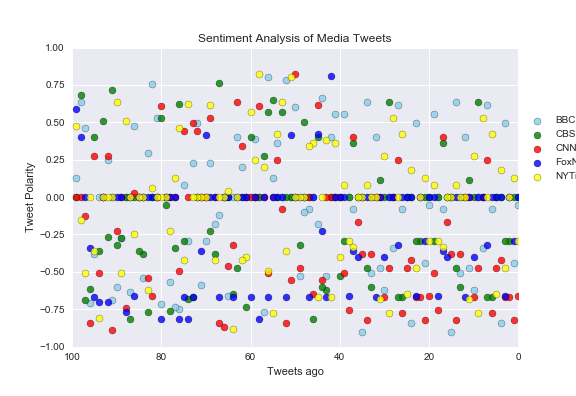 Sentiment Analysis of Media Tweets
1.00
0.75
0.50
0.25
0.00
−0.25
−0.50
−0.75
−1.00
Tweet Polarity
100
80
60
40
20
0
Tweets ago
BBC
CBS
CNN
FoxN
NYTi